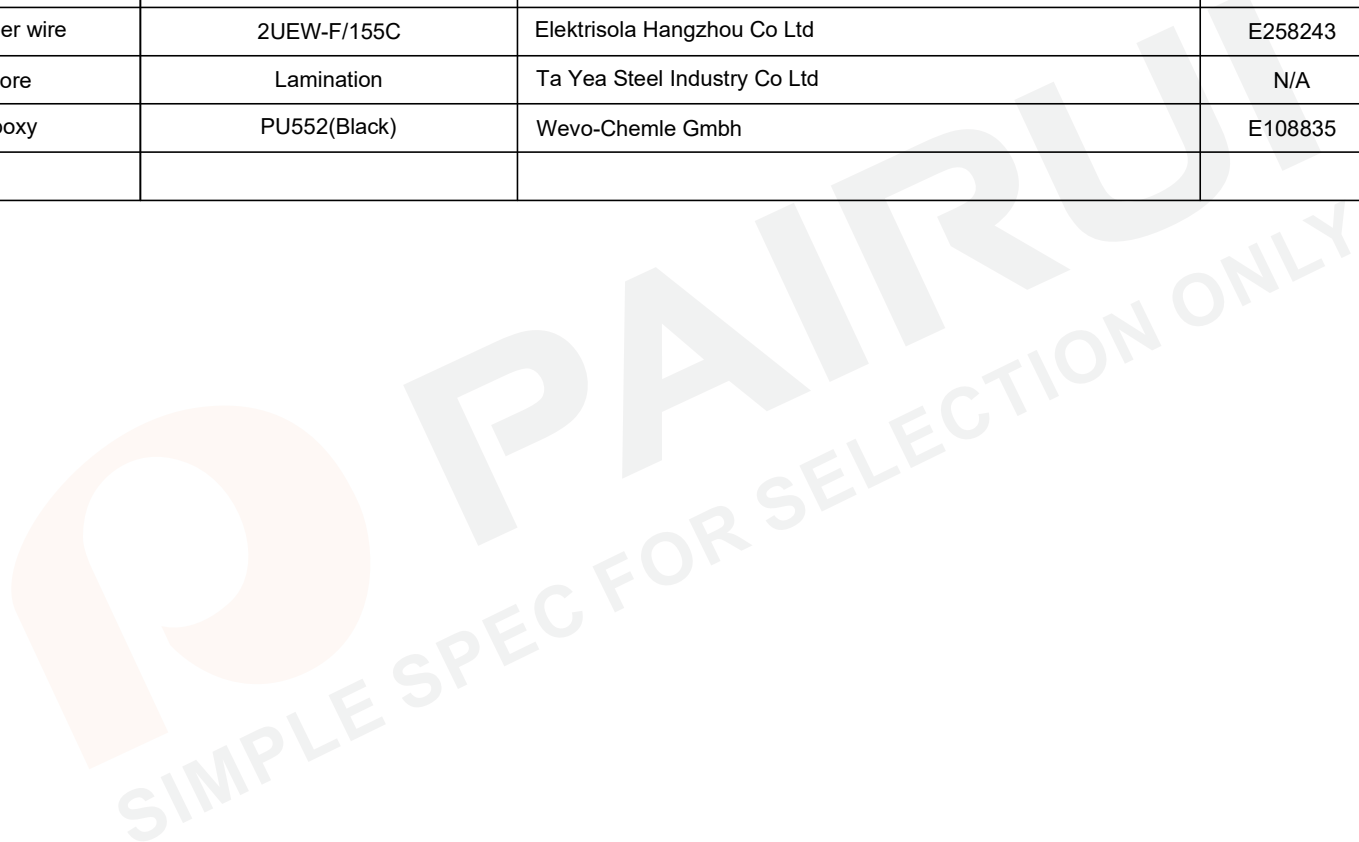 er wire 2UEW-F/155C Elektrisola Hangzhou Co Ltd E258243
ore Lamination Ta Yea Steel Industry Co Ltd N/A
oxy PU552(Black) Wevo-Chemle Gmbh E108835
PAIRUI
SIMPLE SPEC FOR SELECTION ONLY